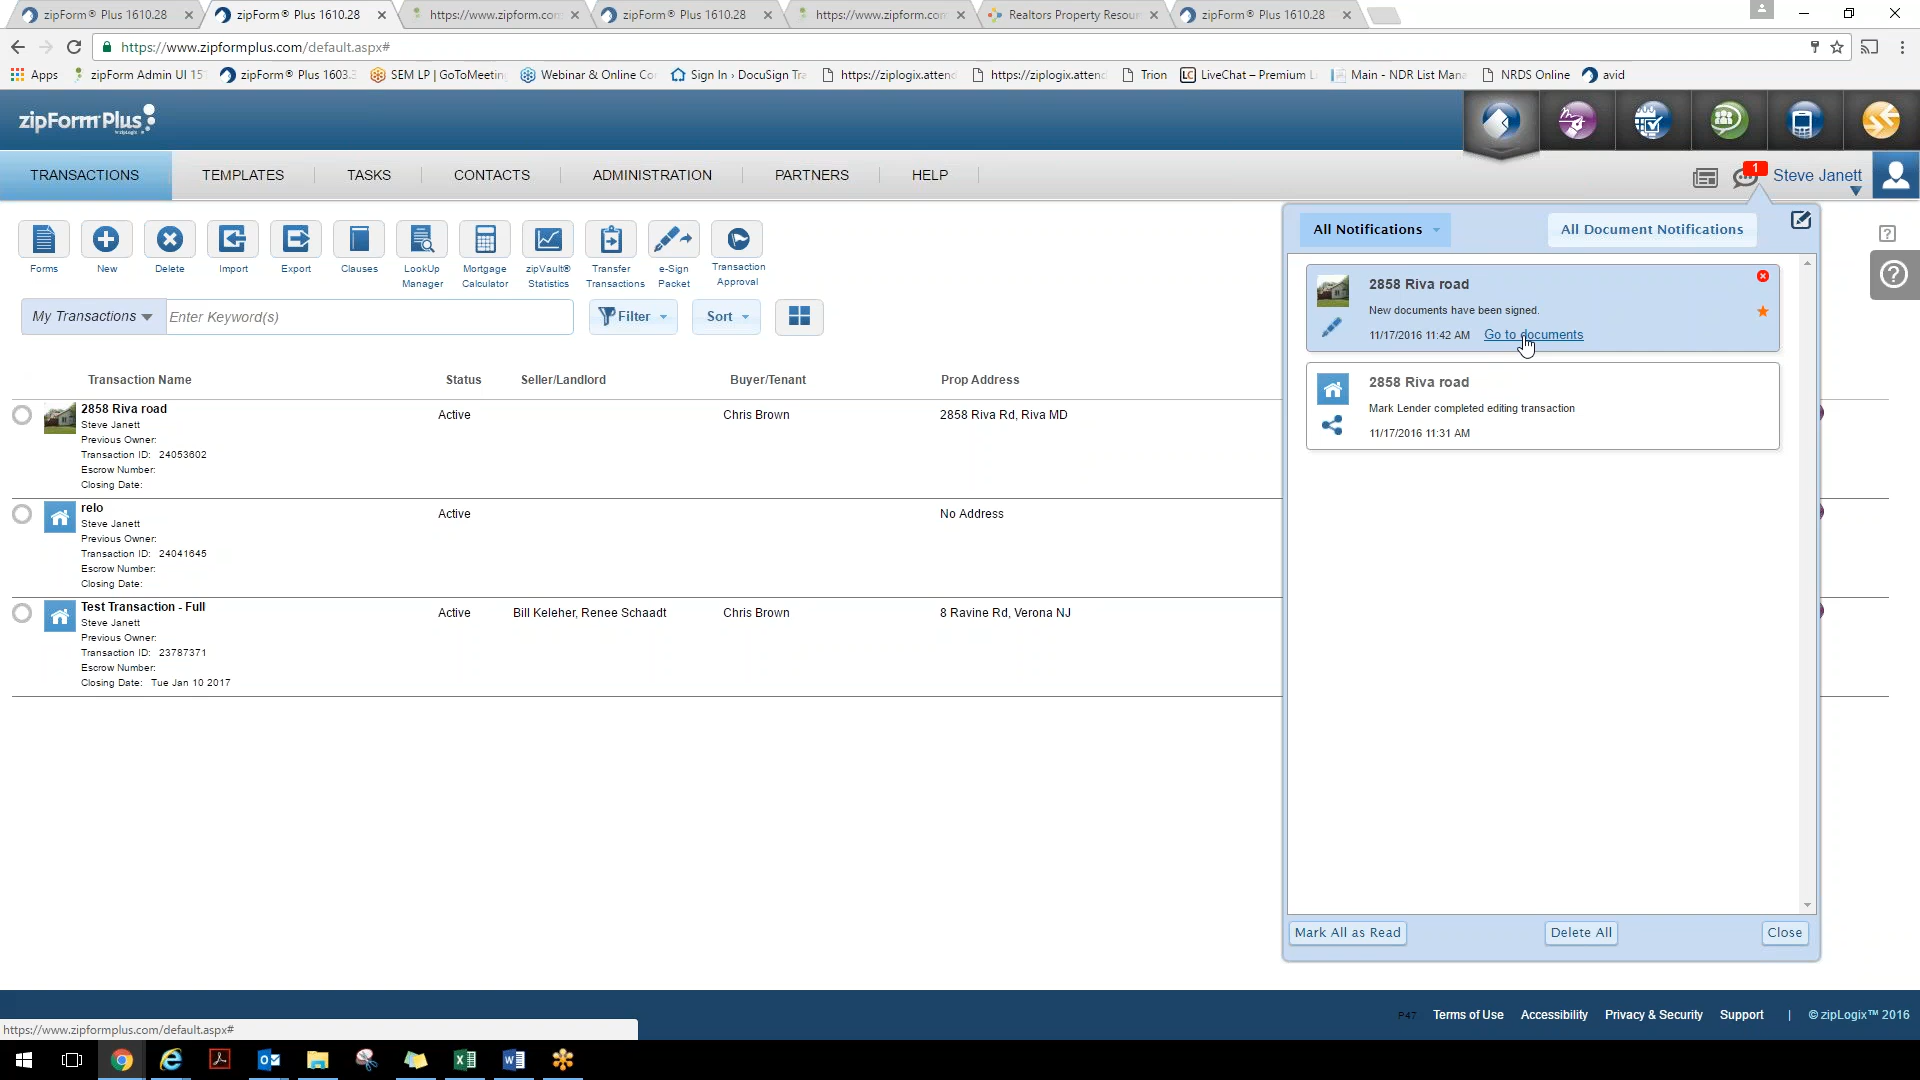 zipForm® Plus 1610.28
zipForm® Plus 1610.28
https://www.zipform.com
zipForm® Plus 1610.28
https://www.zipform.com
Realtors Property Resour
zipForm® Plus 1610.28
https://www.zipformplus.com/default.aspx#
Apps
zipForm Admin UI 15
zipForm® Plus 1603.
SEM LP | GoToMeeting
Webinar & Online Co
Sign In › DocuSign Tra
https://ziplogix.attend
https://ziplogix.attend
Trion
LC LiveChat – Premium L
Main - NDR List Mana
NRDS Online
avid
zipForm Plus
by zipLogix
TRANSACTIONS
TEMPLATES
TASKS
CONTACTS
ADMINISTRATION
PARTNERS
HELP
1
Steve Janett
Forms
New
Delete
Import
Export
Clauses
LookUp Manager
Mortgage Calculator
zipVault® Statistics
Transfer Transactions
e-Sign Packet
Transaction Approval
My Transactions
Enter Keyword(s)
Filter
Sort
Transaction Name
Status
Seller/Landlord
Buyer/Tenant
Prop Address
2858 Riva road
Steve Janett
Previous Owner:
Transaction ID: 24053602
Escrow Number:
Closing Date:
Active
Chris Brown
2858 Riva Rd, Riva MD
relo
Steve Janett
Previous Owner:
Transaction ID: 24041645
Escrow Number:
Closing Date:
Active
No Address
Test Transaction - Full
Steve Janett
Previous Owner:
Transaction ID: 23787371
Escrow Number:
Closing Date: Tue Jan 10 2017
Active
Bill Keleher, Renee Schaadt
Chris Brown
8 Ravine Rd, Verona NJ
All Notifications
All Document Notifications
2858 Riva road
New documents have been signed.
11/17/2016 11:42 AM Go to documents
2858 Riva road
Mark Lender completed editing transaction
11/17/2016 11:31 AM
Mark All as Read
Delete All
Close
P47
Terms of Use
Accessibility
Privacy & Security
Support
|
© zipLogix™ 2016
https://www.zipformplus.com/default.aspx#